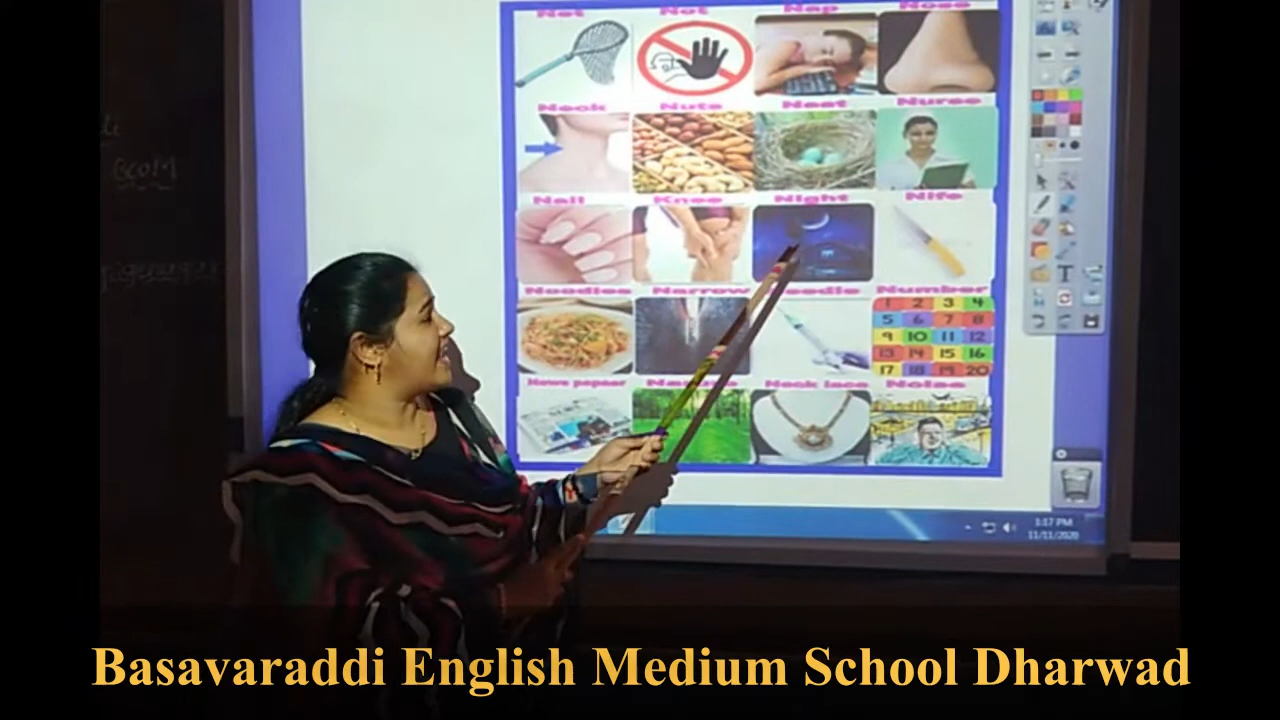 Net Not Nap Nose
Neck Nuts Nest Nurse
Nail Knee Night Nife
Noodles Narrow Number
1 2 3 4
5 6 7 8
9 10 11 12
13 14 15 16
17 18 19 20
News papaer Neck lace Noise
T
1:17 PM
11/11/2020
Basavaraddi English Medium School Dharwad